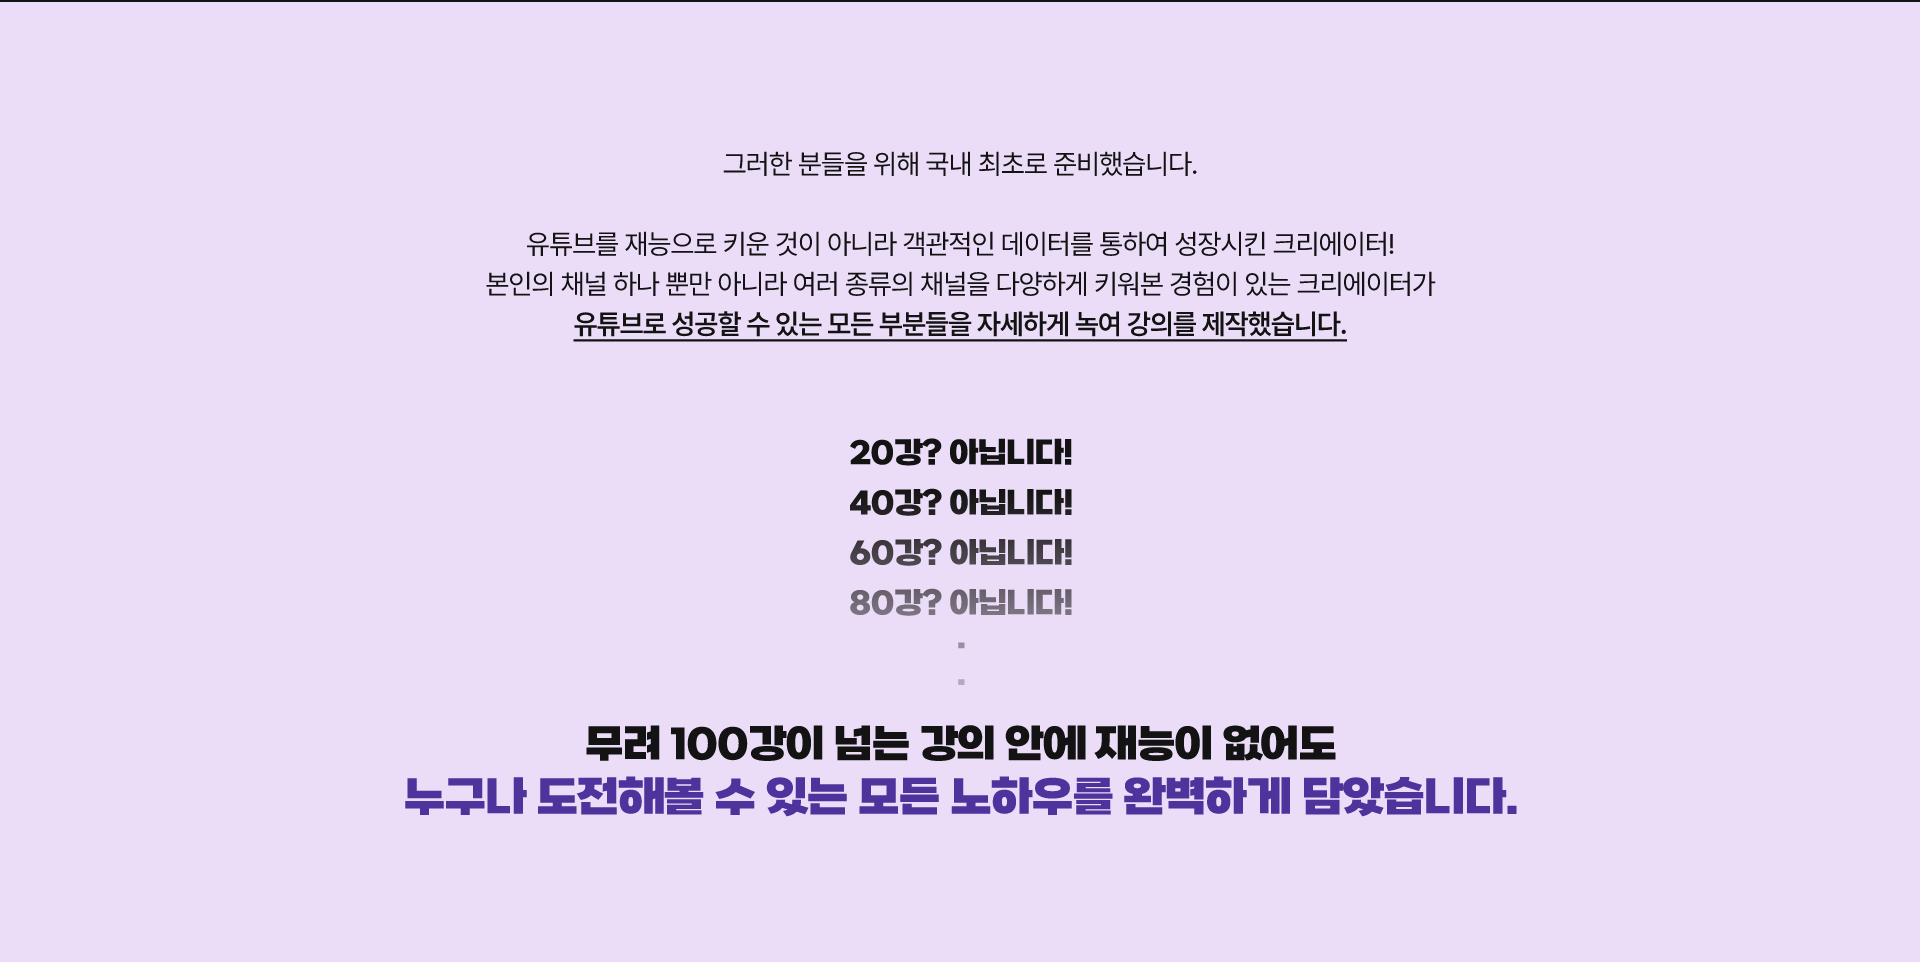 그러한 분들을 위해 국내 최초로 준비했습니다.
유튜브를 재능으로 키운 것이 아니라 객관적인 데이터를 통하여 성장시킨 크리에이터!
본인의 채널 하나 뿐만 아니라 여러 종류의 채널을 다양하게 키워본 경험이 있는 크리에이터가
유튜브로 성공할 수 있는 모든 부분들을 자세하게 녹여 강의를 제작했습니다.
20강? 아닙니다!
40강? 아닙니다!
60강? 아닙니다!
80강? 아닙니다!
.
.
무려 100강이 넘는 강의 안에 재능이 없어도
누구나 도전해볼 수 있는 모든 노하우를 완벽하게 담았습니다.